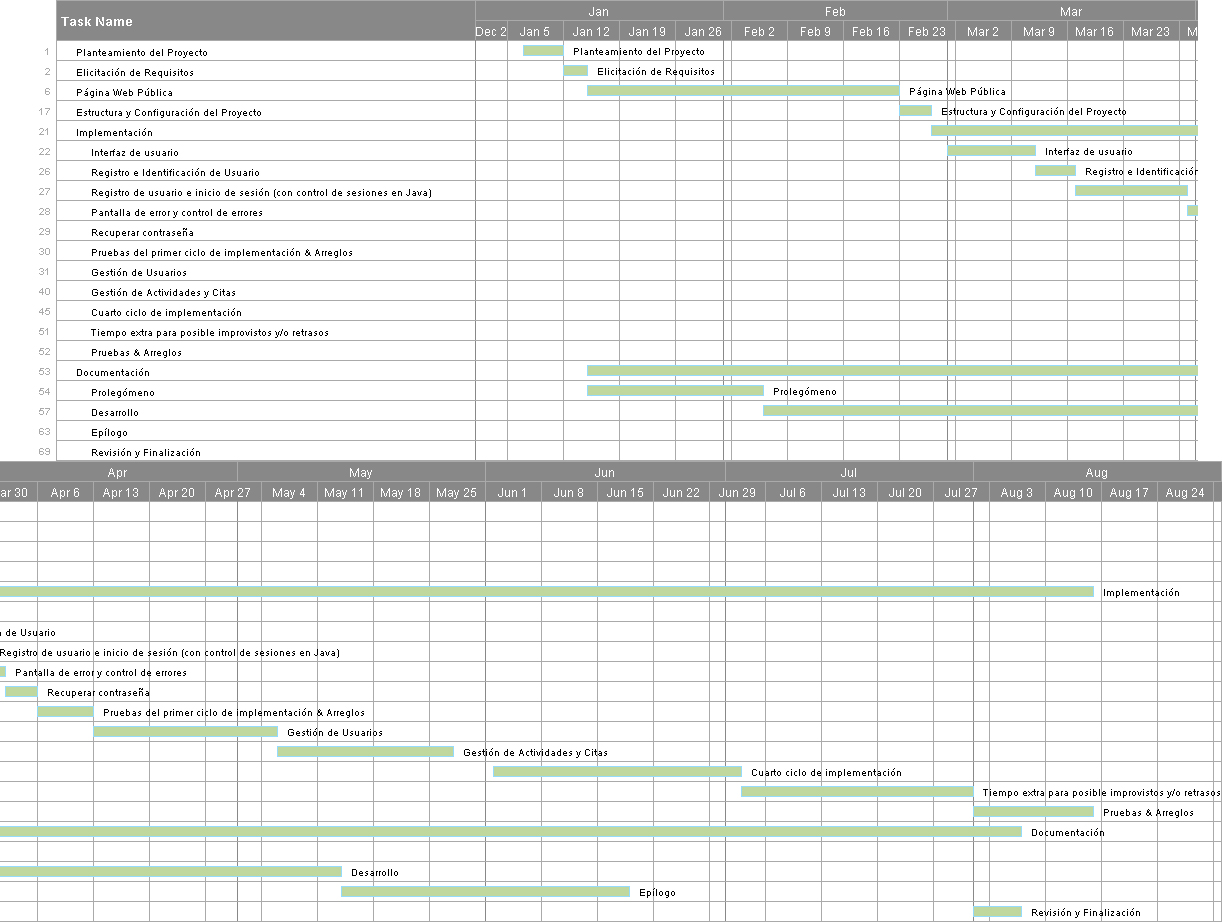 Task Name
Jan Feb Mar
Dec 2 Jan 5 Jan 12 Jan 19 Jan 26 Feb 2 Feb 9 Feb 16 Feb 23 Mar 2 Mar 9 Mar 16 Mar 23 M
1 Planteamiento del Proyecto Planteamiento del Proyecto
2 Elicitación de Requisitos Elicitación de Requisitos
6 Página Web Pública Página Web Pública
17 Estructura y Configuración del Proyecto Estructura y Configuración del Proyecto
21 Implementación
22 Interfaz de usuario Interfaz de usuario
26 Registro e Identificación de Usuario Registro e Identificación
27 Registro de usuario e inicio de sesión (con control de sesiones en Java)
28 Pantalla de error y control de errores
29 Recuperar contraseña
30 Pruebas del primer ciclo de implementación & Arreglos
31 Gestión de Usuarios
40 Gestión de Actividades y Citas
45 Cuarto ciclo de implementación
51 Tiempo extra para posible improvistos y/o retrasos
52 Pruebas & Arreglos
53 Documentación
54 Prolegómeno Prolegómeno
57 Desarrollo
63 Epílogo
69 Revisión y Finalización
Apr May Jun Jul Aug
ar 30 Apr 6 Apr 13 Apr 20 Apr 27 May 4 May 11 May 18 May 25 Jun 1 Jun 8 Jun 15 Jun 22 Jun 29 Jul 6 Jul 13 Jul 20 Jul 27 Aug 3 Aug 10 Aug 17 Aug 24
Implementación
de Usuario
Registro de usuario e inicio de sesión (con control de sesiones en Java)
Pantalla de error y control de errores
Recuperar contraseña
Pruebas del primer ciclo de implementación & Arreglos
Gestión de Usuarios
Gestión de Actividades y Citas
Cuarto ciclo de implementación
Tiempo extra para posible improvistos y/o retrasos
Pruebas & Arreglos
Documentación
Desarrollo
Epílogo
Revisión y Finalización